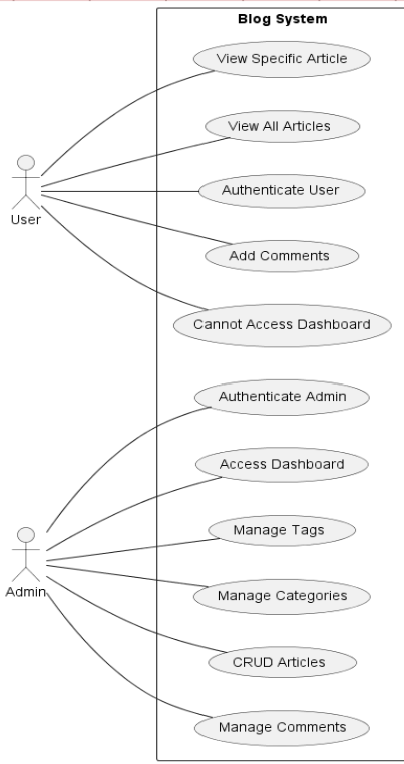 Blog System
View Specific Article
View All Articles
Authenticate User
User
Add Comments
Cannot Access Dashboard
Authenticate Admin
Access Dashboard
Manage Tags
Admin
Manage Categories
CRUD Articles
Manage Comments